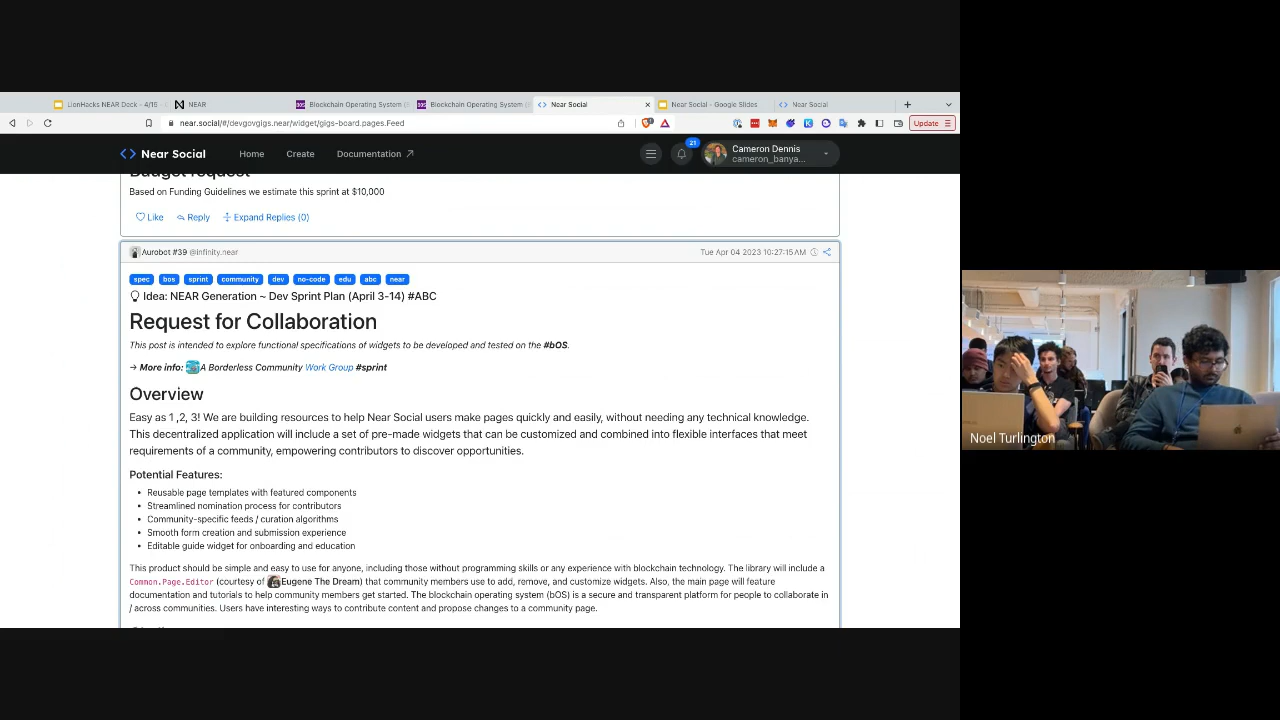 LionHacks NEAR Deck - 4/15 -
NEAR
Blockchain Operating System (
Blockchain Operating System (
Near Social
Near Social - Google Slides
Near Social
near.social/#/devgovgigs.near/widget/gigs-board.pages.Feed
Update
Near Social
Home
Create
Documentation
21
Cameron Dennis
cameron_banya...
Budget request
Based on Funding Guidelines we estimate this sprint at $10,000
Like
Reply
Expand Replies (0)
Aurobot #39 @infinity.near
Tue Apr 04 2023 10:27:15 AM
spec bos sprint community dev no-code edu abc near
Idea: NEAR Generation ~ Dev Sprint Plan (April 3-14) #ABC
Request for Collaboration
This post is intended to explore functional specifications of widgets to be developed and tested on the #bOS.
→ More info: A Borderless Community Work Group #sprint
Overview
Easy as 1 ,2, 3! We are building resources to help Near Social users make pages quickly and easily, without needing any technical knowledge.
This decentralized application will include a set of pre-made widgets that can be customized and combined into flexible interfaces that meet
requirements of a community, empowering contributors to discover opportunities.
Potential Features:
• Reusable page templates with featured components
• Streamlined nomination process for contributors
• Community-specific feeds / curation algorithms
• Smooth form creation and submission experience
• Editable guide widget for onboarding and education
This product should be simple and easy to use for anyone, including those without programming skills or any experience with blockchain technology. The library will include a
Common.Page.Editor (courtesy of Eugene The Dream) that community members use to add, remove, and customize widgets. Also, the main page will feature
documentation and tutorials to help community members get started. The blockchain operating system (bOS) is a secure and transparent platform for people to collaborate in
/ across communities. Users have interesting ways to contribute content and propose changes to a community page.
Noel Turlington